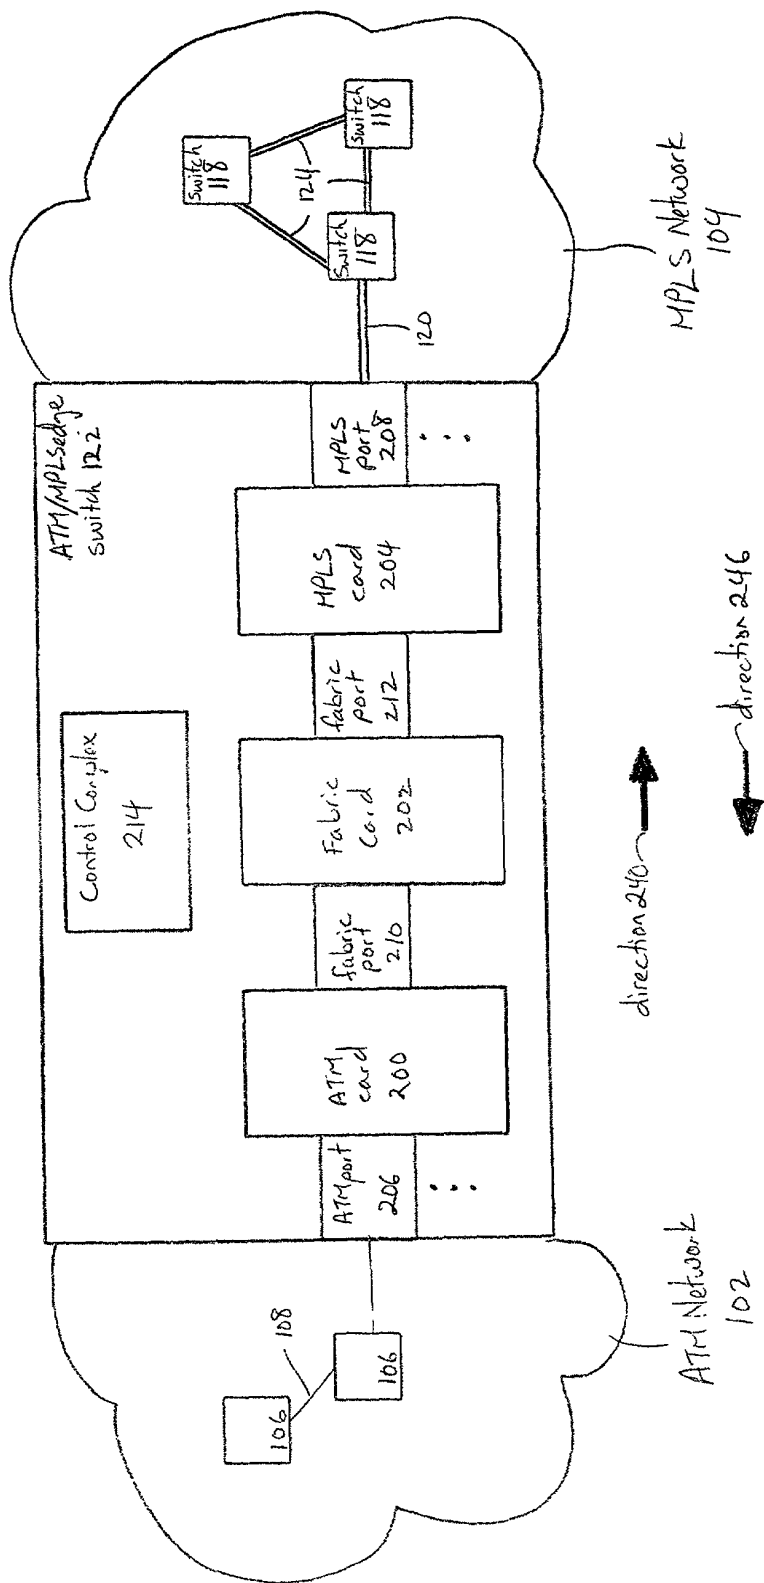 ATM/MPLS edge
switch 122
Control Complex
214
106
108
106
ATM port
206
ATM
card
200
fabric
port
210
Fabric
Card
202
fabric
port
212
MPLS
card
204
MPLS
port
208
120
switch
118
switch
118
switch
118
124
ATM Network
102
direction 240
direction 246
MPLS Network
104